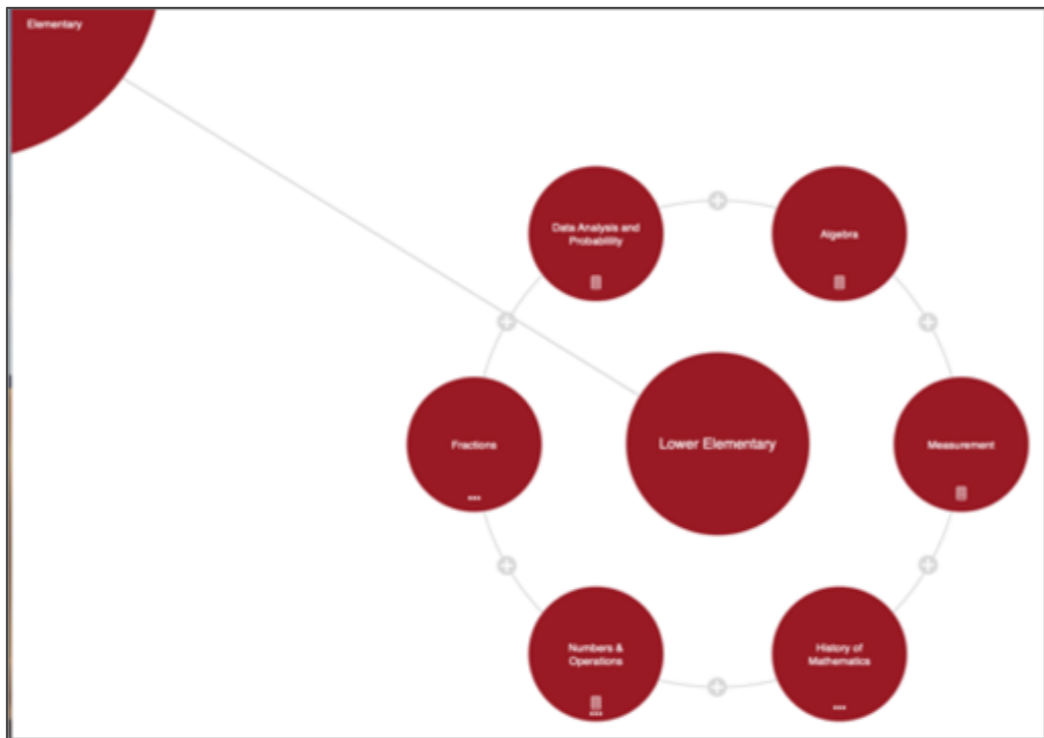 Elementary
Data Analysis and
Probability
Algebra
Fractions
Lower Elementary
Measurement
Numbers &
Operations
History of
Mathematics